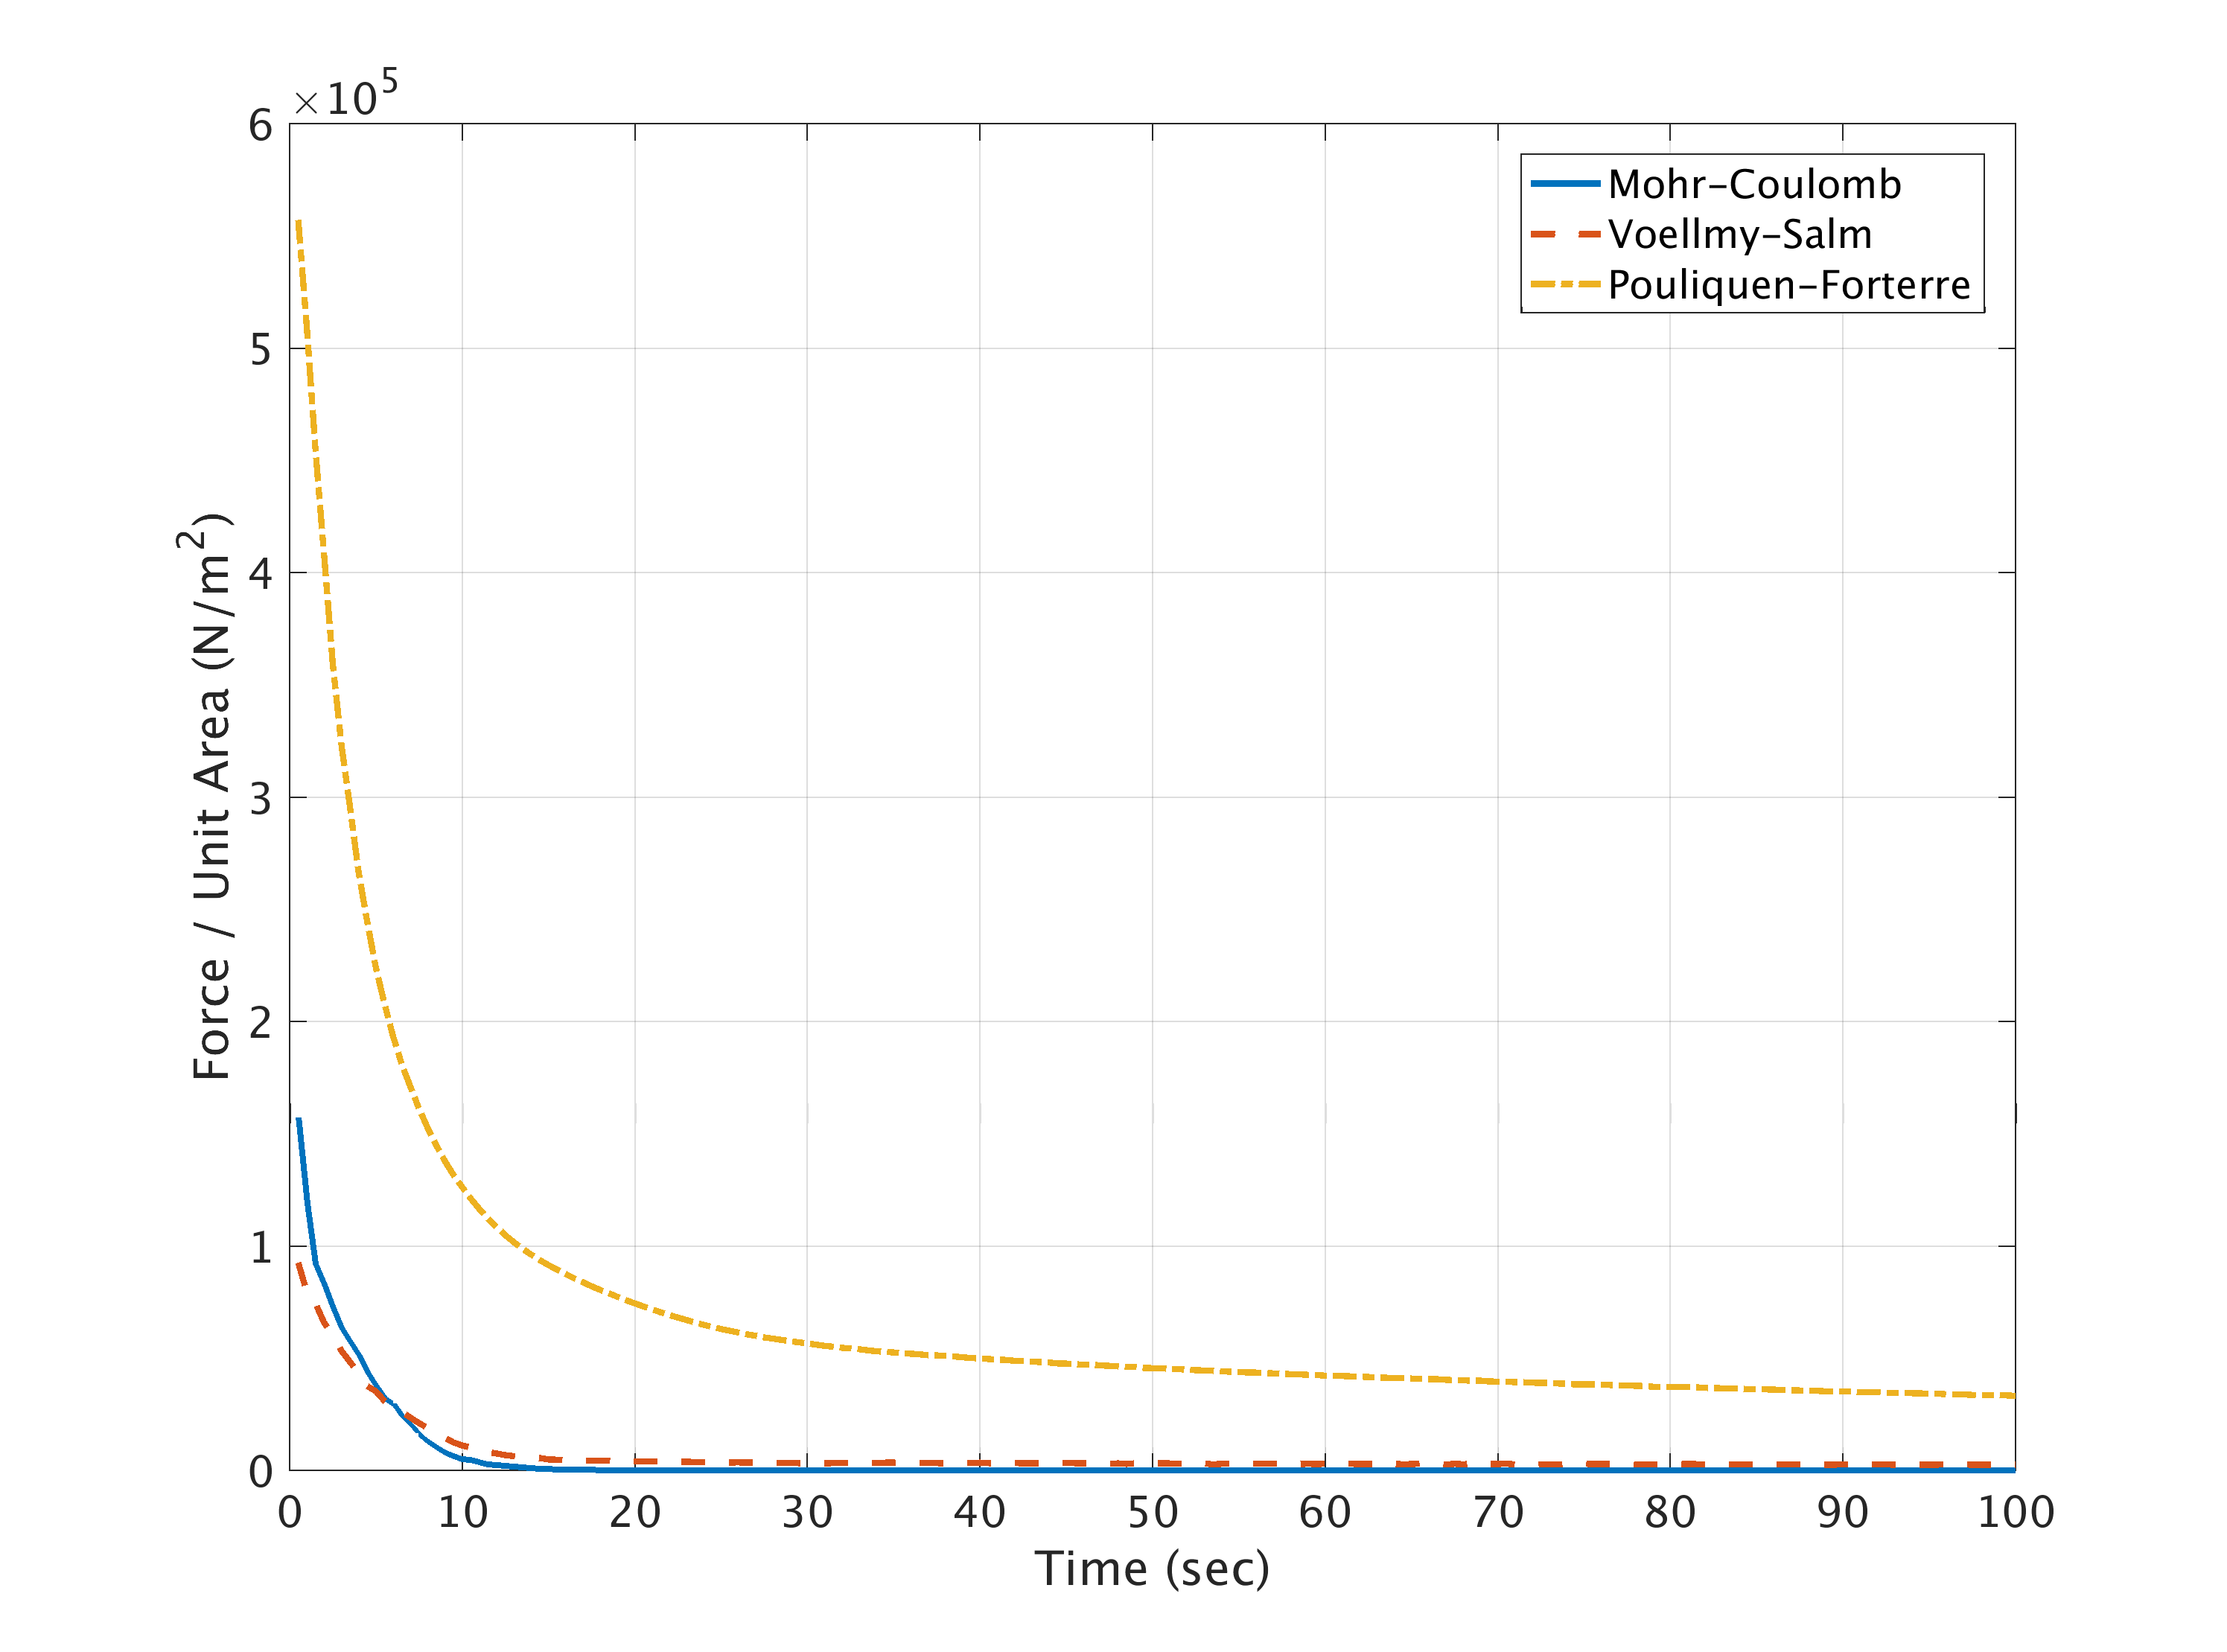 ×10^5
6
5
4
3
2
1
0
Force / Unit Area (N/m^2)
Mohr-Coulomb
Voellmy-Salm
Pouliquen-Forterre
0 10 20 30 40 50 60 70 80 90 100
Time (sec)